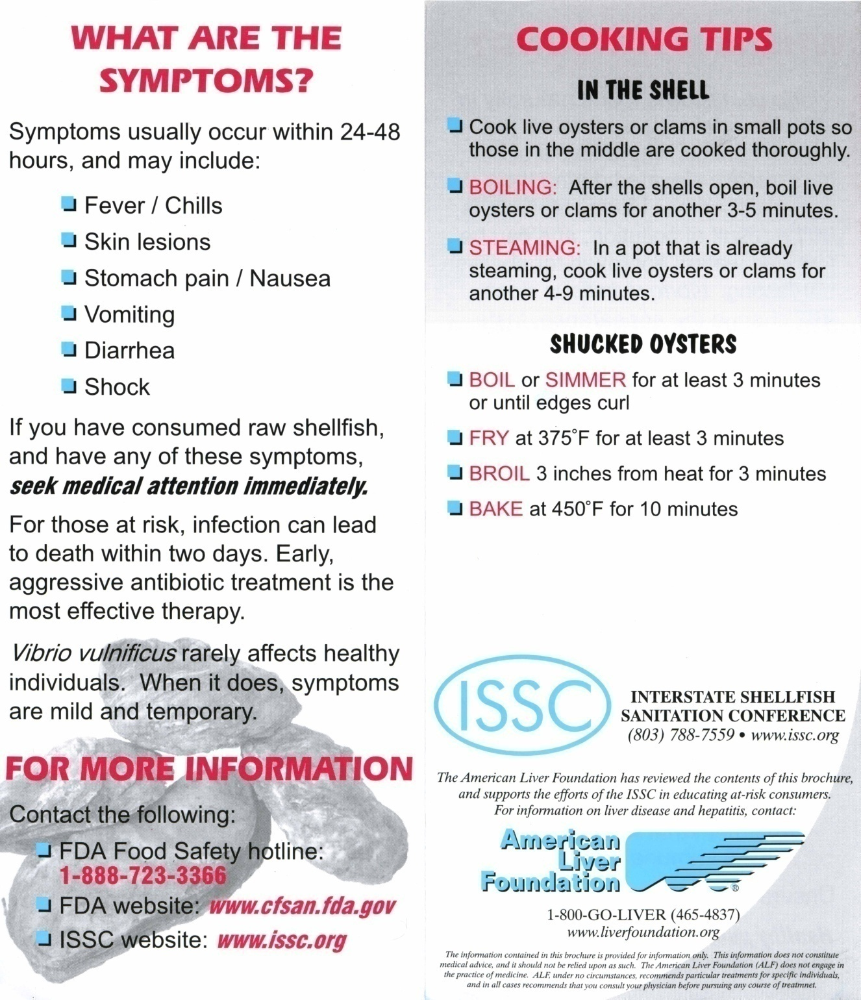 WHAT ARE THE
SYMPTOMS?
Symptoms usually occur within 24-48
hours, and may include:
Fever / Chills
Skin lesions
Stomach pain / Nausea
Vomiting
Diarrhea
Shock
If you have consumed raw shellfish,
and have any of these symptoms,
seek medical attention immediately.
For those at risk, infection can lead
to death within two days. Early,
aggressive antibiotic treatment is the
most effective therapy.
Vibrio vulnificus rarely affects healthy
individuals. When it does, symptoms
are mild and temporary.
FOR MORE INFORMATION
Contact the following:
FDA Food Safety hotline:
1-888-723-3366
FDA website: www.cfsan.fda.gov
ISSC website: www.issc.org
COOKING TIPS
IN THE SHELL
Cook live oysters or clams in small pots so
those in the middle are cooked thoroughly.
BOILING: After the shells open, boil live
oysters or clams for another 3-5 minutes.
STEAMING: In a pot that is already
steaming, cook live oysters or clams for
another 4-9 minutes.
SHUCKED OYSTERS
BOIL or SIMMER for at least 3 minutes
or until edges curl
FRY at 375°F for at least 3 minutes
BROIL 3 inches from heat for 3 minutes
BAKE at 450°F for 10 minutes
ISSC
INTERSTATE SHELLFISH
SANITATION CONFERENCE
(803) 788-7559 • www.issc.org
The American Liver Foundation has reviewed the contents of this brochure,
and supports the efforts of the ISSC in educating at-risk consumers.
For information on liver disease and hepatitis, contact:
American
Liver
Foundation
®
1-800-GO-LIVER (465-4837)
www.liverfoundation.org
The information contained in this brochure is provided for information only. This information does not constitute
medical advice, and it should not be relied upon as such. The American Liver Foundation (ALF) does not engage in
the practice of medicine. ALF, under no circumstances, recommends particular treatments for specific individuals,
and in all cases recommends that you consult your physician before pursuing any course of treatmnet.